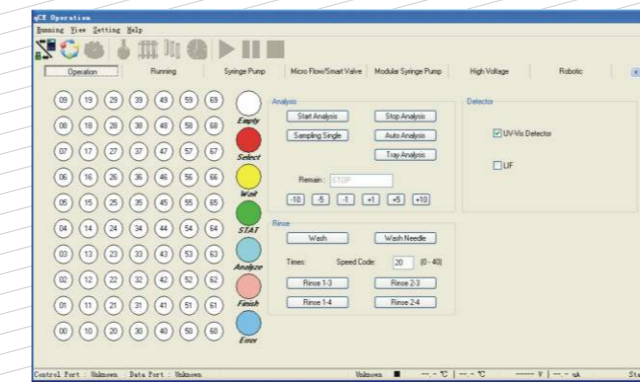 qCE Operation
Running View Setting Help
Operation Running Syringe Pump Micro Flow/Smart Valve Modular Syringe Pump High Voltage Robotic
09 19 29 39 49 59 69 Empty
08 18 28 38 48 58 68 Select
07 17 27 37 47 57 67 Wait
06 16 26 36 46 56 66 STAT
05 15 25 35 45 55 65 Analyze
04 14 24 34 44 54 64 Finish
03 13 23 33 43 53 63 Error
02 12 22 32 42 52 62
01 11 21 31 41 51 61
00 10 20 30 40 50 60
Analysis
Start Analysis Stop Analysis
Sampling Single Auto Analysis
Tray Analysis
Remain: STOP
-10 -5 -1 +1 +5 +10
Rinse
Wash Wash Needle
Times: Speed Code: 20 (0 - 40)
Rinse 1-3 Rinse 2-3
Rinse 1-4 Rinse 2-4
Detector
UV-Vis Detector
LIF
Control Port : Unknown Data Port : Unknown Unknown --.- ℃ --.- ℃ ----- V --.- uA Sta